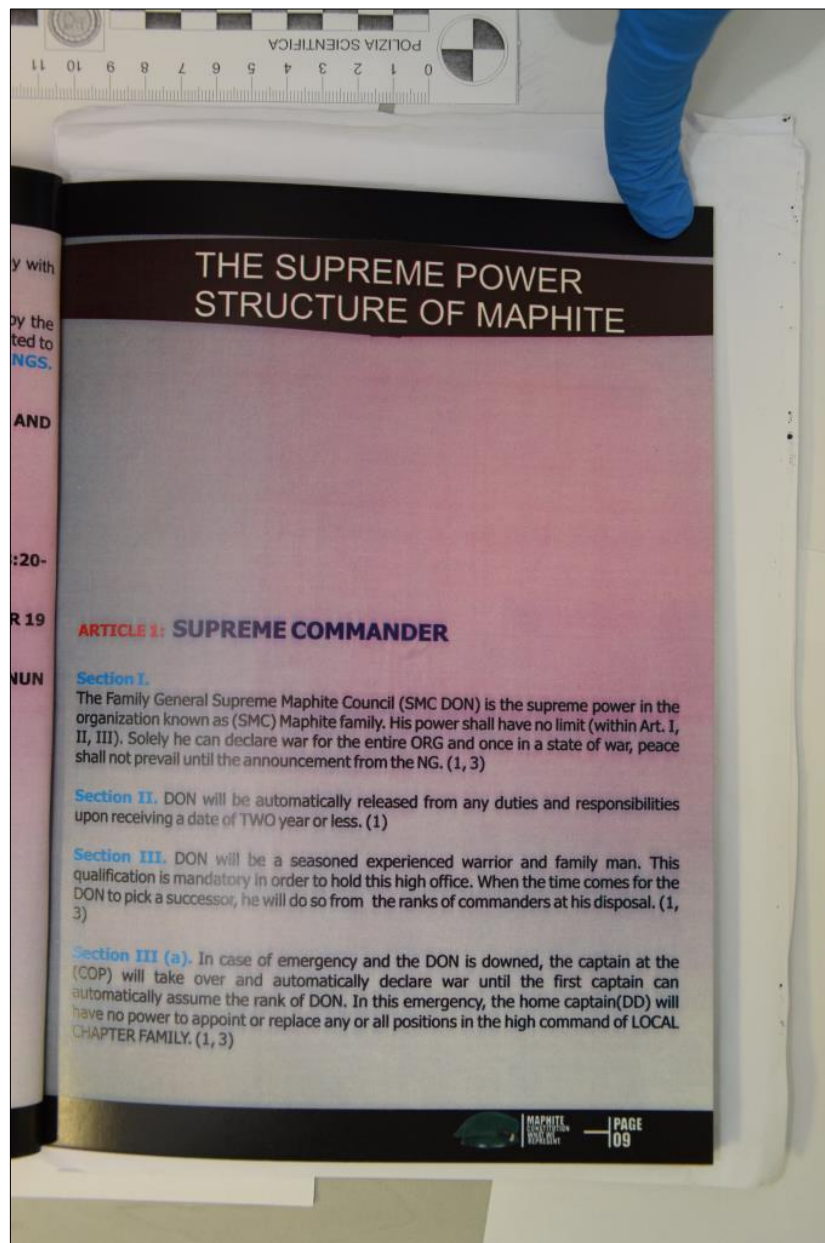 POLIZIA SCIENTIFICA
11 10 9 8 7 6 5 4 3 2 1 0
y with
by the
ted to
NGS.
AND
:20-
R 19
NUN
THE SUPREME POWER
STRUCTURE OF MAPHITE
ARTICLE 1: SUPREME COMMANDER
Section I.
The Family General Supreme Maphite Council (SMC DON) is the supreme power in the
organization known as (SMC) Maphite family. His power shall have no limit (within Art. I,
II, III). Solely he can declare war for the entire ORG and once in a state of war, peace
shall not prevail until the announcement from the NG. (1, 3)
Section II. DON will be automatically released from any duties and responsibilities
upon receiving a date of TWO year or less. (1)
Section III. DON will be a seasoned experienced warrior and family man. This
qualification is mandatory in order to hold this high office. When the time comes for the
DON to pick a successor, he will do so from the ranks of commanders at his disposal. (1,
3)
Section III (a). In case of emergency and the DON is downed, the captain at the
(COP) will take over and automatically declare war until the first captain can
automatically assume the rank of DON. In this emergency, the home captain(DD) will
have no power to appoint or replace any or all positions in the high command of LOCAL
CHAPTER FAMILY. (1, 3)
MAPHITE
CONSTITUTION
WHAT WE
REPRESENT
PAGE
09